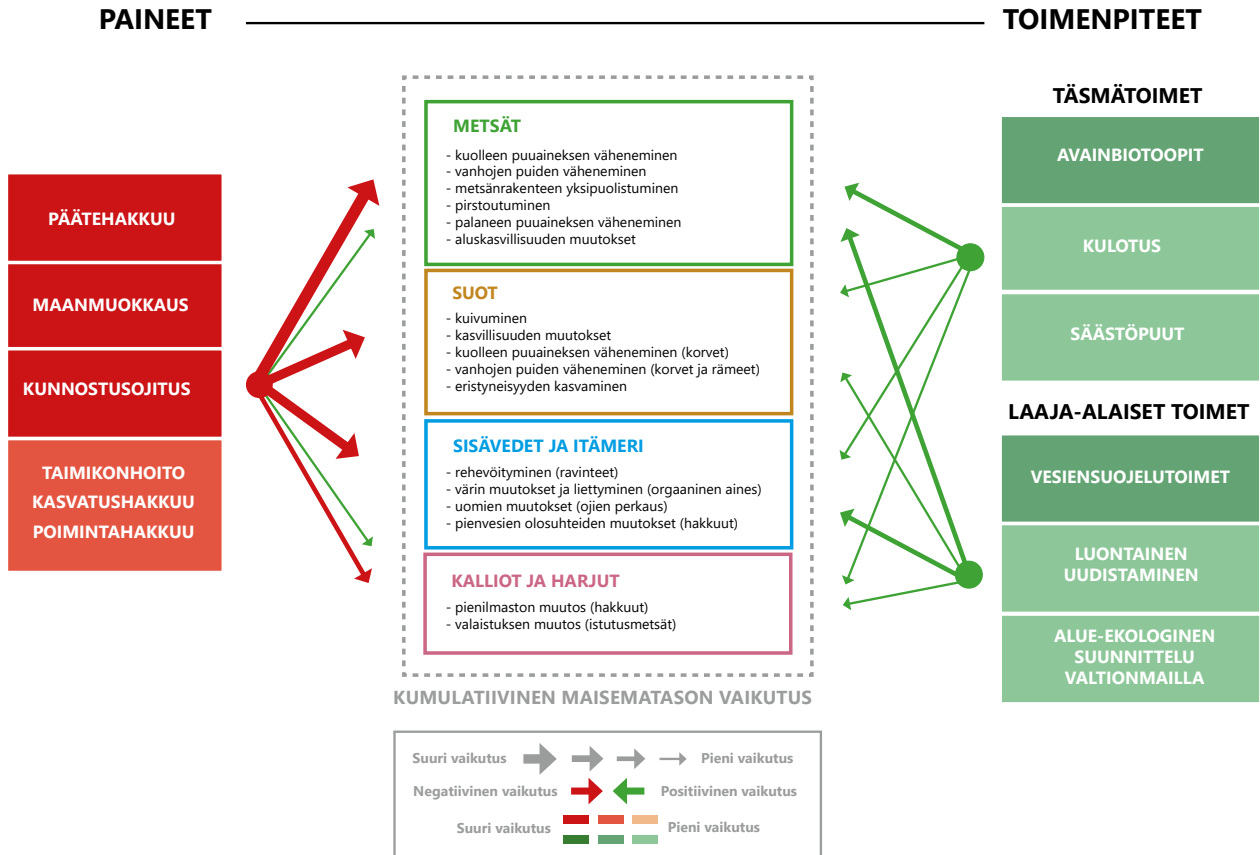 PAINEET
TOIMENPITEET
PÄÄTEHAKKUU
MAANMUOKKAUS
KUNNOSTUSOJITUS
TAIMIKONHOITO
KASVATUSHAKKUU
POIMINTAHAKKUU
METSÄT
- kuolleen puuaineksen väheneminen
- vanhojen puiden väheneminen
- metsänrakenteen yksipuolistuminen
- pirstoutuminen
- palaneen puuaineksen väheneminen
- aluskasvillisuuden muutokset
SUOT
- kuivuminen
- kasvillisuuden muutokset
- kuolleen puuaineksen väheneminen (korvet)
- vanhojen puiden väheneminen (korvet ja rämeet)
- eristyneisyyden kasvaminen
SISÄVEDET JA ITÄMERI
- rehevöityminen (ravinteet)
- värin muutokset ja liettyminen (orgaaninen aines)
- uomien muutokset (ojien perkaus)
- pienvesien olosuhteiden muutokset (hakkuut)
KALLIOT JA HARJUT
- pienilmaston muutos (hakkuut)
- valaistuksen muutos (istutusmetsät)
KUMULATIIVINEN MAISEMATASON VAIKUTUS
TÄSMÄTOIMET
AVAINBIOTOOPIT
KULOTUS
SÄÄSTÖPUUT
LAAJA-ALAISET TOIMET
VESIENSUOJELUTOIMET
LUONTAINEN
UUDISTAMINEN
ALUE-EKOLOGINEN
SUUNNITTELU
VALTIONMAILLA
Suuri vaikutus Pieni vaikutus
Negatiivinen vaikutus Positiivinen vaikutus
Suuri vaikutus Pieni vaikutus